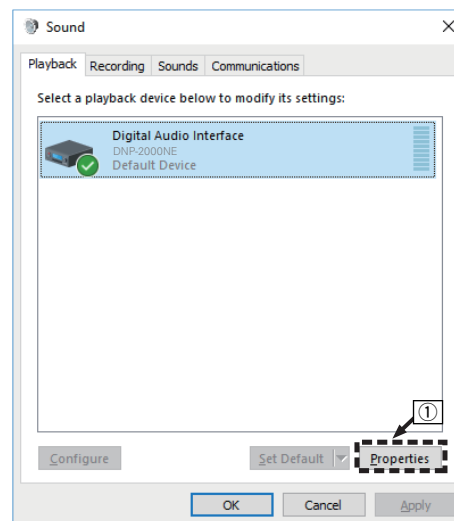 Sound
Playback Recording Sounds Communications
Select a playback device below to modify its settings:
Digital Audio Interface
DNP-2000NE
Default Device
①
Configure Set Default Properties
OK Cancel Apply